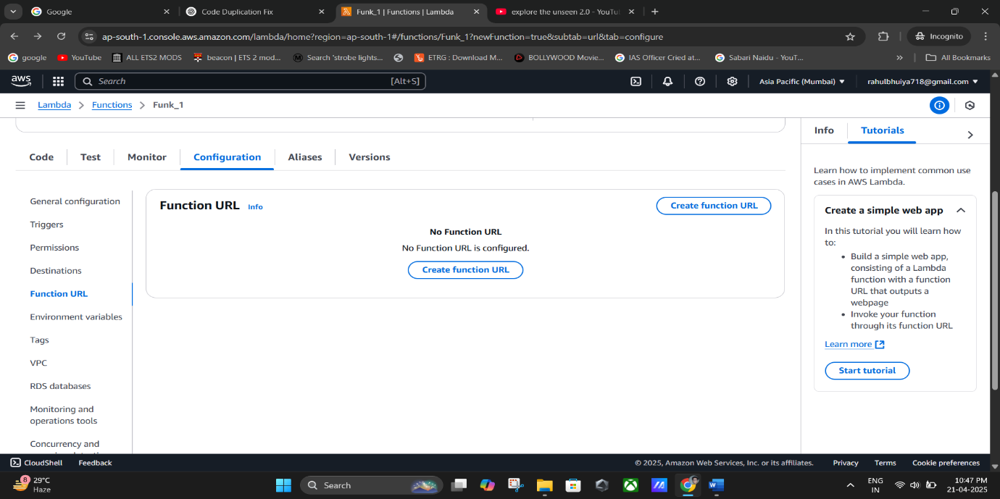 Google
Code Duplication Fix
Funk_1 | Functions | Lambda
explore the unseen 2.0 - YouTu
ap-south-1.console.aws.amazon.com/lambda/home?region=ap-south-1#/functions/Funk_1?newFunction=true&subtab=url&tab=configure
Incognito
google
YouTube
ALL ETS2 MODS
beacon | ETS 2 mod...
Search 'strobe lights...
ETRG : Download M...
BOLLYWOOD Movie...
IAS Officer Cried at...
Sabari Naidu - YouT...
All Bookmarks
aws
Search
[Alt+S]
Asia Pacific (Mumbai)
rahulbhuiya718@gmail.com
Lambda
Functions
Funk_1
Code
Test
Monitor
Configuration
Aliases
Versions
General configuration
Triggers
Permissions
Destinations
Function URL
Environment variables
Tags
VPC
RDS databases
Monitoring and
operations tools
Concurrency and
Function URL Info
Create function URL
No Function URL
No Function URL is configured.
Create function URL
Info
Tutorials
Learn how to implement common use
cases in AWS Lambda.
Create a simple web app
In this tutorial you will learn how
to:
• Build a simple web app,
consisting of a Lambda
function with a function
URL that outputs a
webpage
• Invoke your function
through its function URL
Learn more
Start tutorial
CloudShell
Feedback
© 2025, Amazon Web Services, Inc. or its affiliates.
Privacy
Terms
Cookie preferences
8
29°C
Haze
Search
ENG
IN
10:47 PM
21-04-2025